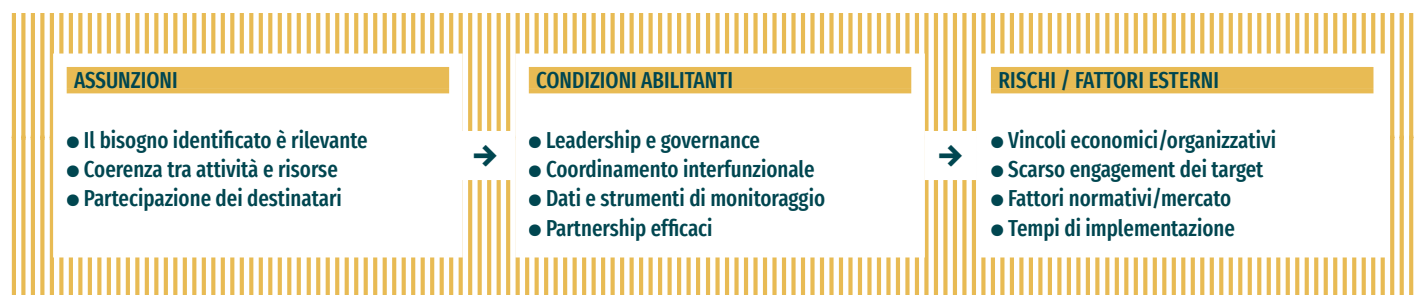 ASSUNZIONI
● Il bisogno identificato è rilevante
● Coerenza tra attività e risorse
● Partecipazione dei destinatari
→
CONDIZIONI ABILITANTI
● Leadership e governance
● Coordinamento interfunzionale
● Dati e strumenti di monitoraggio
● Partnership efficaci
→
RISCHI / FATTORI ESTERNI
● Vincoli economici/organizzativi
● Scarso engagement dei target
● Fattori normativi/mercato
● Tempi di implementazione